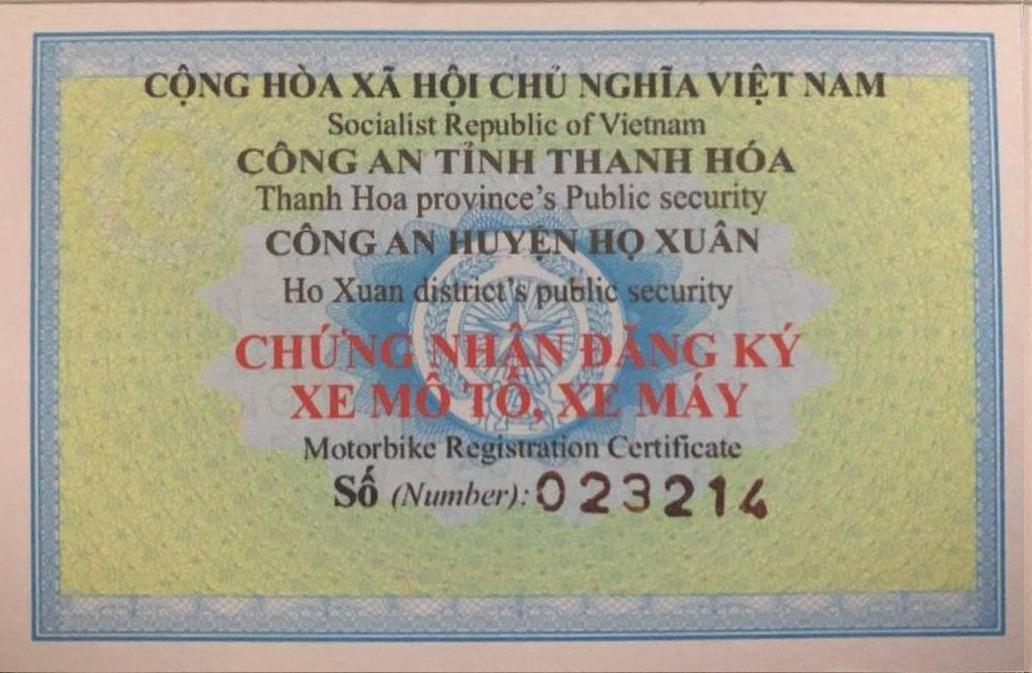 CỘNG HÒA XÃ HỘI CHỦ NGHĨA VIỆT NAM
Socialist Republic of Vietnam
CÔNG AN TỈNH THANH HÓA
Thanh Hoa province's Public security
CÔNG AN HUYỆN HỌ XUÂN
Ho Xuan district's public security
CHỨNG NHẬN ĐĂNG KÝ
XE MÔ TÔ, XE MÁY
Motorbike Registration Certificate
Số (Number): 023214